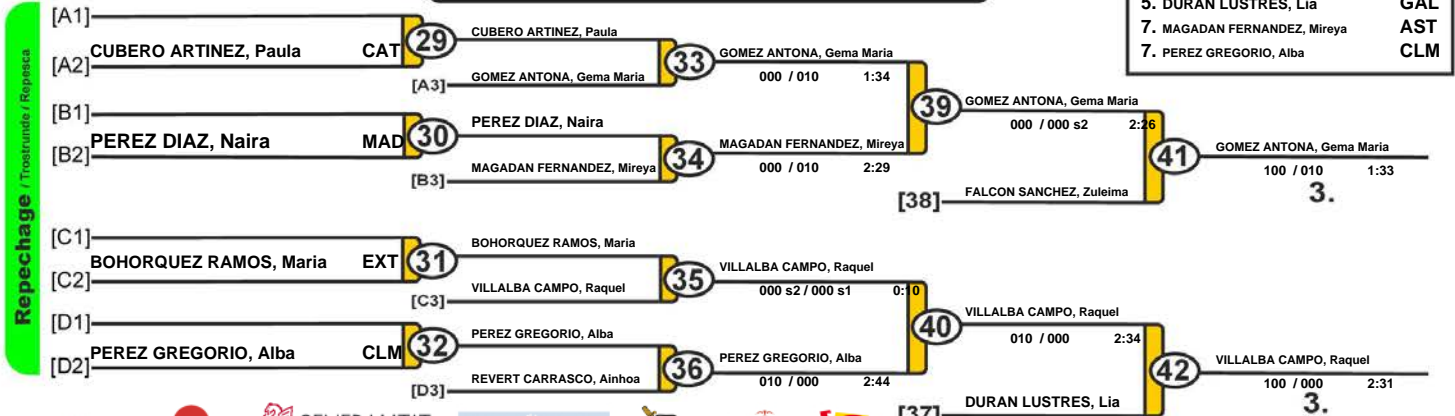 5. DURAN LUSTRES, Lia GAL
7. MAGADAN FERNANDEZ, Mireya AST
7. PEREZ GREGORIO, Alba CLM
Repechage / Trostrunde / Repesca
[A1]
CUBERO ARTINEZ, Paula CAT
[A2]
29
CUBERO ARTINEZ, Paula
[A3] GOMEZ ANTONA, Gema Maria
33
GOMEZ ANTONA, Gema Maria
000 / 010 1:34
[B1]
PEREZ DIAZ, Naira MAD
[B2]
30
PEREZ DIAZ, Naira
[B3] MAGADAN FERNANDEZ, Mireya
34
MAGADAN FERNANDEZ, Mireya
000 / 010 2:29
39
GOMEZ ANTONA, Gema Maria
000 / 000 s2 2:26
[38] FALCON SANCHEZ, Zuleima
41
GOMEZ ANTONA, Gema Maria
100 / 010 1:33
3.
[C1]
BOHORQUEZ RAMOS, Maria EXT
[C2]
31
BOHORQUEZ RAMOS, Maria
[C3] VILLALBA CAMPO, Raquel
35
VILLALBA CAMPO, Raquel
000 s2 / 000 s1 0:10
[D1]
PEREZ GREGORIO, Alba CLM
[D2]
32
PEREZ GREGORIO, Alba
[D3] REVERT CARRASCO, Ainhoa
36
PEREZ GREGORIO, Alba
010 / 000 2:44
40
VILLALBA CAMPO, Raquel
010 / 000 2:34
[37] DURAN LUSTRES, Lia
42
VILLALBA CAMPO, Raquel
100 / 000 2:31
3.